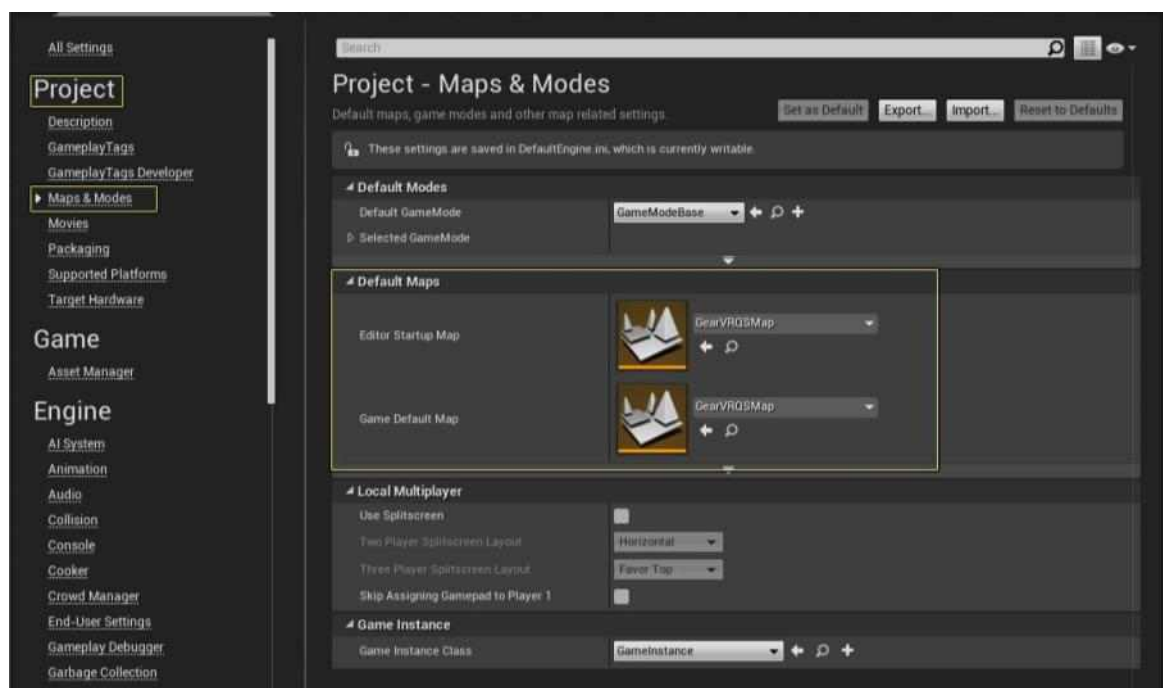 All Settings
Project
Description
GameplayTags
GameplayTags Developer
Maps & Modes
Movies
Packaging
Supported Platforms
Target Hardware
Game
Asset Manager
Engine
AI System
Animation
Audio
Collision
Console
Cooker
Crowd Manager
End-User Settings
Gameplay Debugger
Garbage Collection
Search
Project - Maps & Modes
Default maps, game modes and other map related settings.
Set as Default Export... Import... Reset to Defaults
These settings are saved in DefaultEngine.ini, which is currently writable.
Default Modes
Default GameMode GameModeBase
Selected GameMode
Default Maps
Editor Startup Map GearVRQSMap
Game Default Map GearVRQSMap
Local Multiplayer
Use Splitscreen
Two Player Splitscreen Layout Horizontal
Three Player Splitscreen Layout Favor Top
Skip Assigning Gamepad to Player 1
Game Instance
Game Instance Class GameInstance